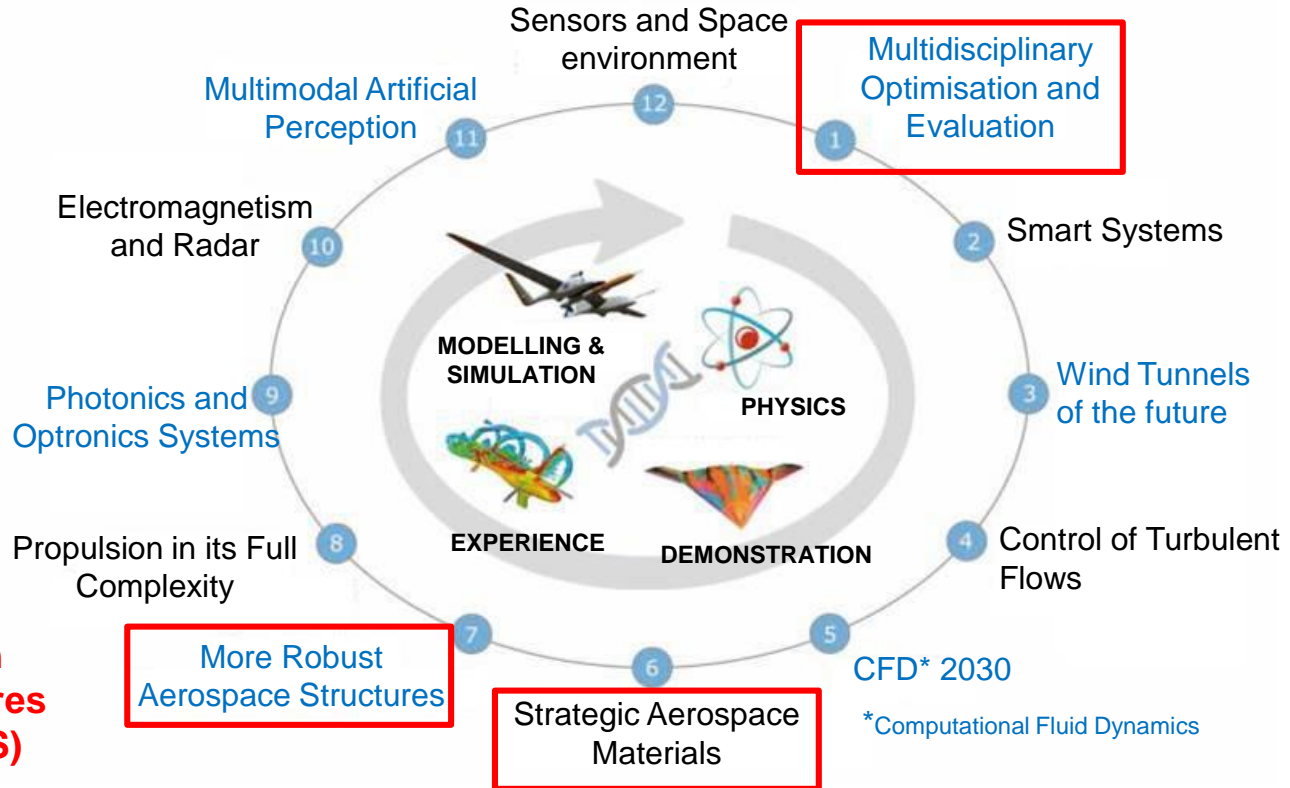 Sensors and Space
environment
12
Multidisciplinary
Optimisation and
Evaluation
1
Smart Systems
2
Wind Tunnels
of the future
3
Control of Turbulent
Flows
4
CFD* 2030
5
*Computational Fluid Dynamics
Strategic Aerospace
Materials
6
More Robust
Aerospace Structures
7
Propulsion in its Full
Complexity
8
Photonics and
Optronics Systems
9
Electromagnetism
and Radar
10
Multimodal Artificial
Perception
11
MODELLING &
SIMULATION
PHYSICS
EXPERIENCE
DEMONSTRATION
res
S)